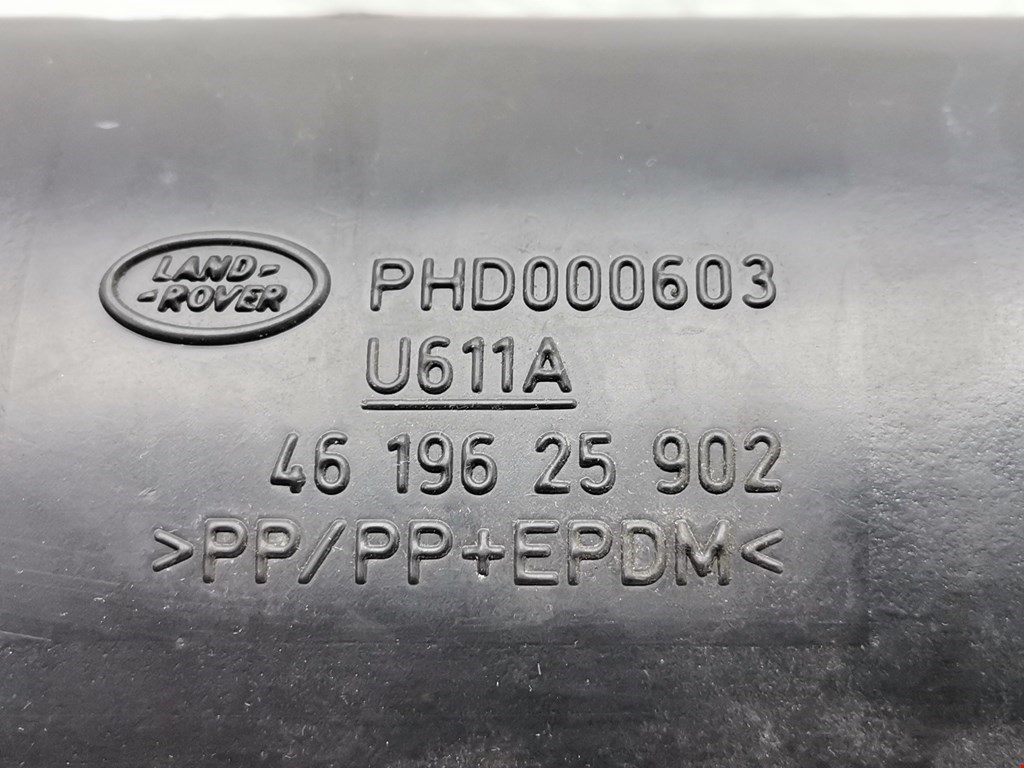 LAND-
-ROVER
PHD000603
U611A
46 196 25 902
>PP/PP+EPDM<